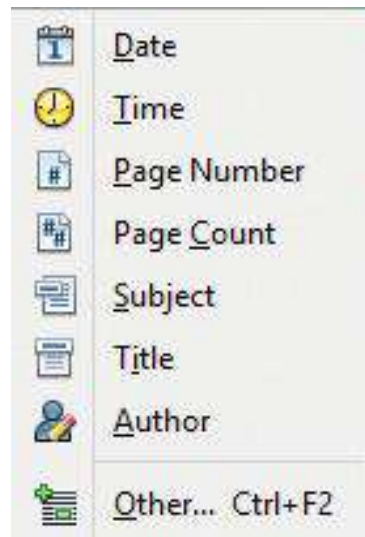 Date
Time
Page Number
Page Count
Subject
Title
Author
Other... Ctrl+F2